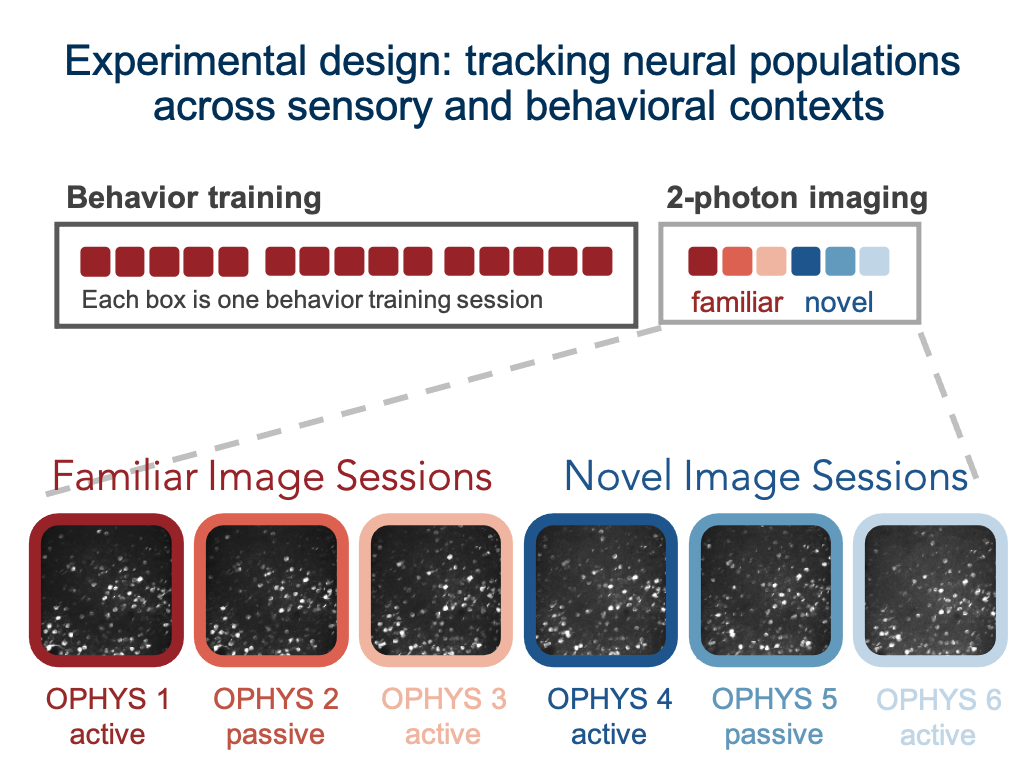 Experimental design: tracking neural populations
across sensory and behavioral contexts
Behavior training
Each box is one behavior training session
2-photon imaging
familiar novel
Familiar Image Sessions
Novel Image Sessions
OPHYS 1
active
OPHYS 2
passive
OPHYS 3
active
OPHYS 4
active
OPHYS 5
passive
OPHYS 6
active